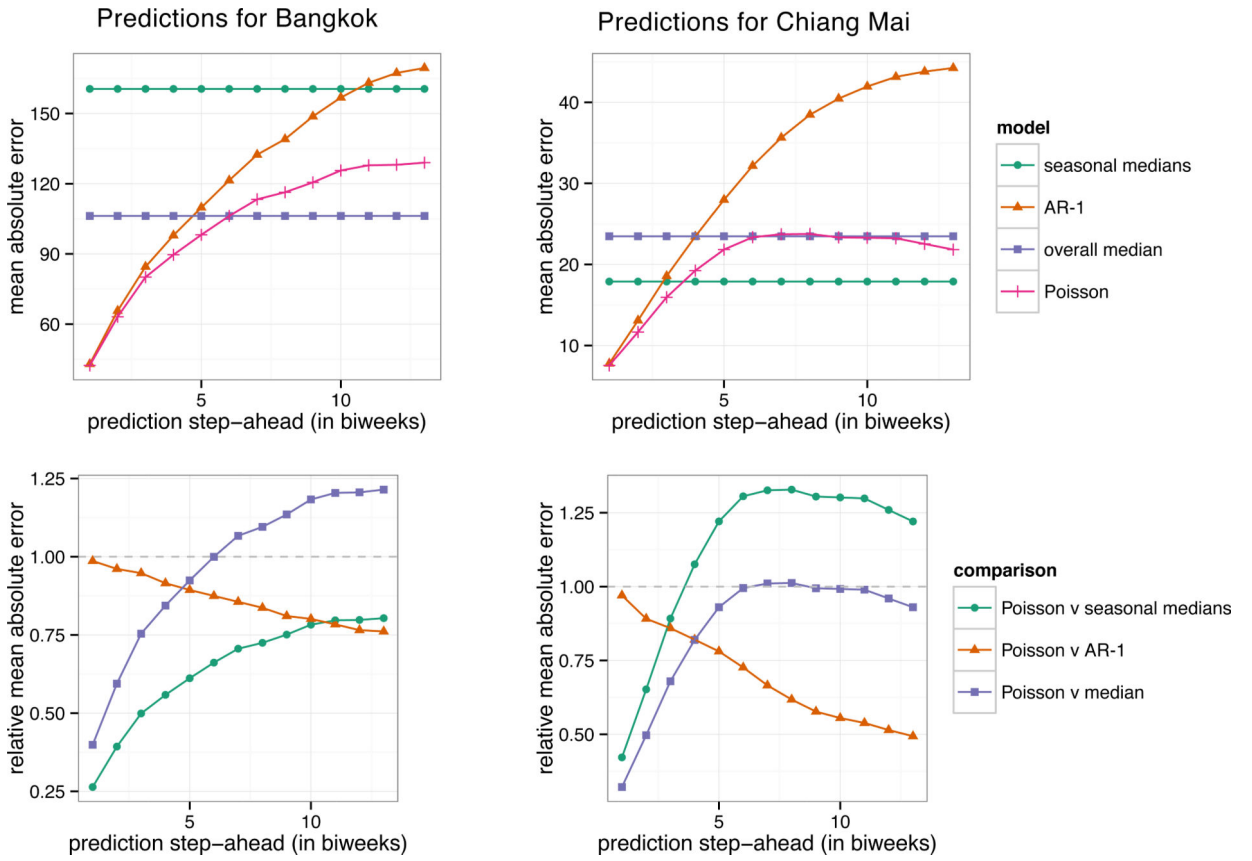 Predictions for Bangkok
Predictions for Chiang Mai
mean absolute error
150
120
90
60
5
10
prediction step−ahead (in biweeks)
mean absolute error
40
30
20
10
5
10
prediction step−ahead (in biweeks)
model
seasonal medians
AR-1
overall median
Poisson
relative mean absolute error
1.25
1.00
0.75
0.50
0.25
5
10
prediction step−ahead (in biweeks)
relative mean absolute error
1.25
1.00
0.75
0.50
5
10
prediction step−ahead (in biweeks)
comparison
Poisson v seasonal medians
Poisson v AR-1
Poisson v median